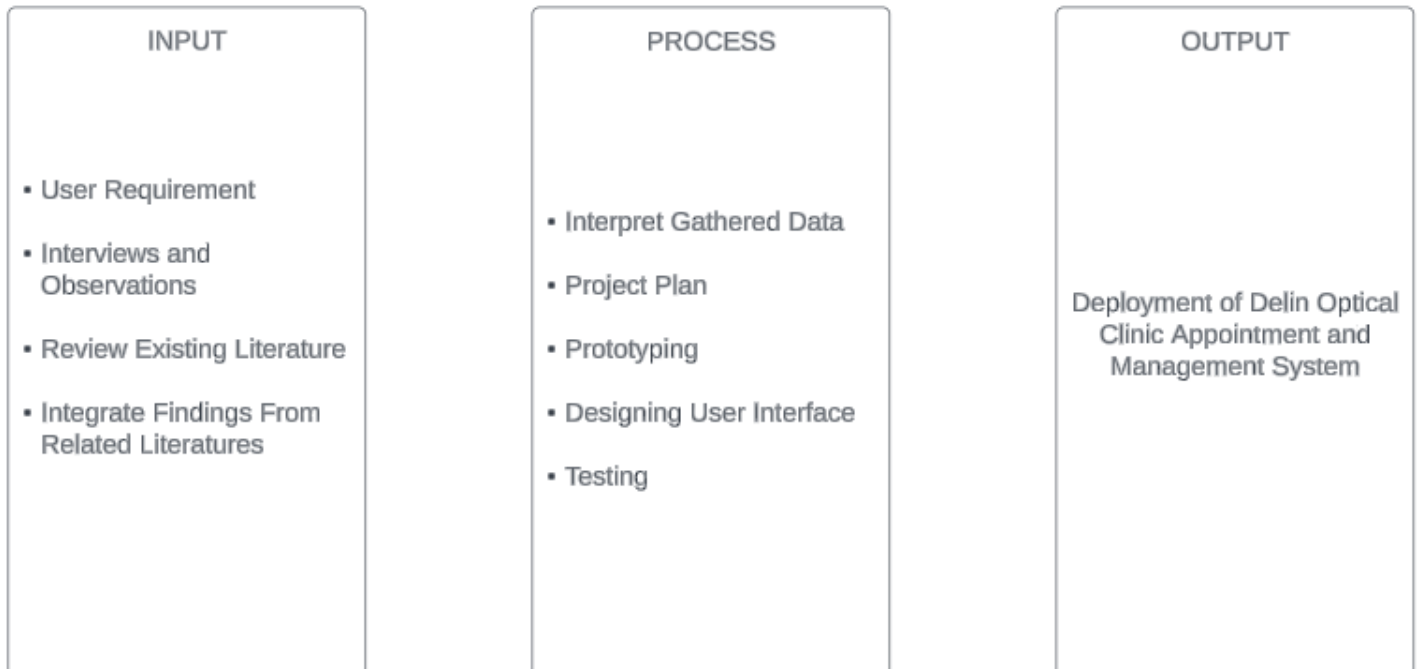 INPUT
▪ User Requirement
▪ Interviews and
Observations
▪ Review Existing Literature
▪ Integrate Findings From
Related Literatures
PROCESS
▪ Interpret Gathered Data
▪ Project Plan
▪ Prototyping
▪ Designing User Interface
▪ Testing
OUTPUT
Deployment of Delin Optical
Clinic Appointment and
Management System